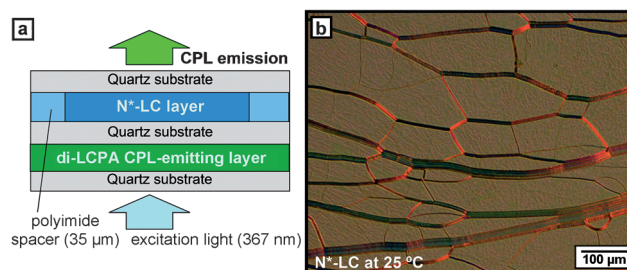 a
CPL emission
Quartz substrate
N*-LC layer
Quartz substrate
di-LCPA CPL-emitting layer
Quartz substrate
polyimide
spacer (35 µm)
excitation light (367 nm)
b
N*-LC at 25 ºC
100 µm